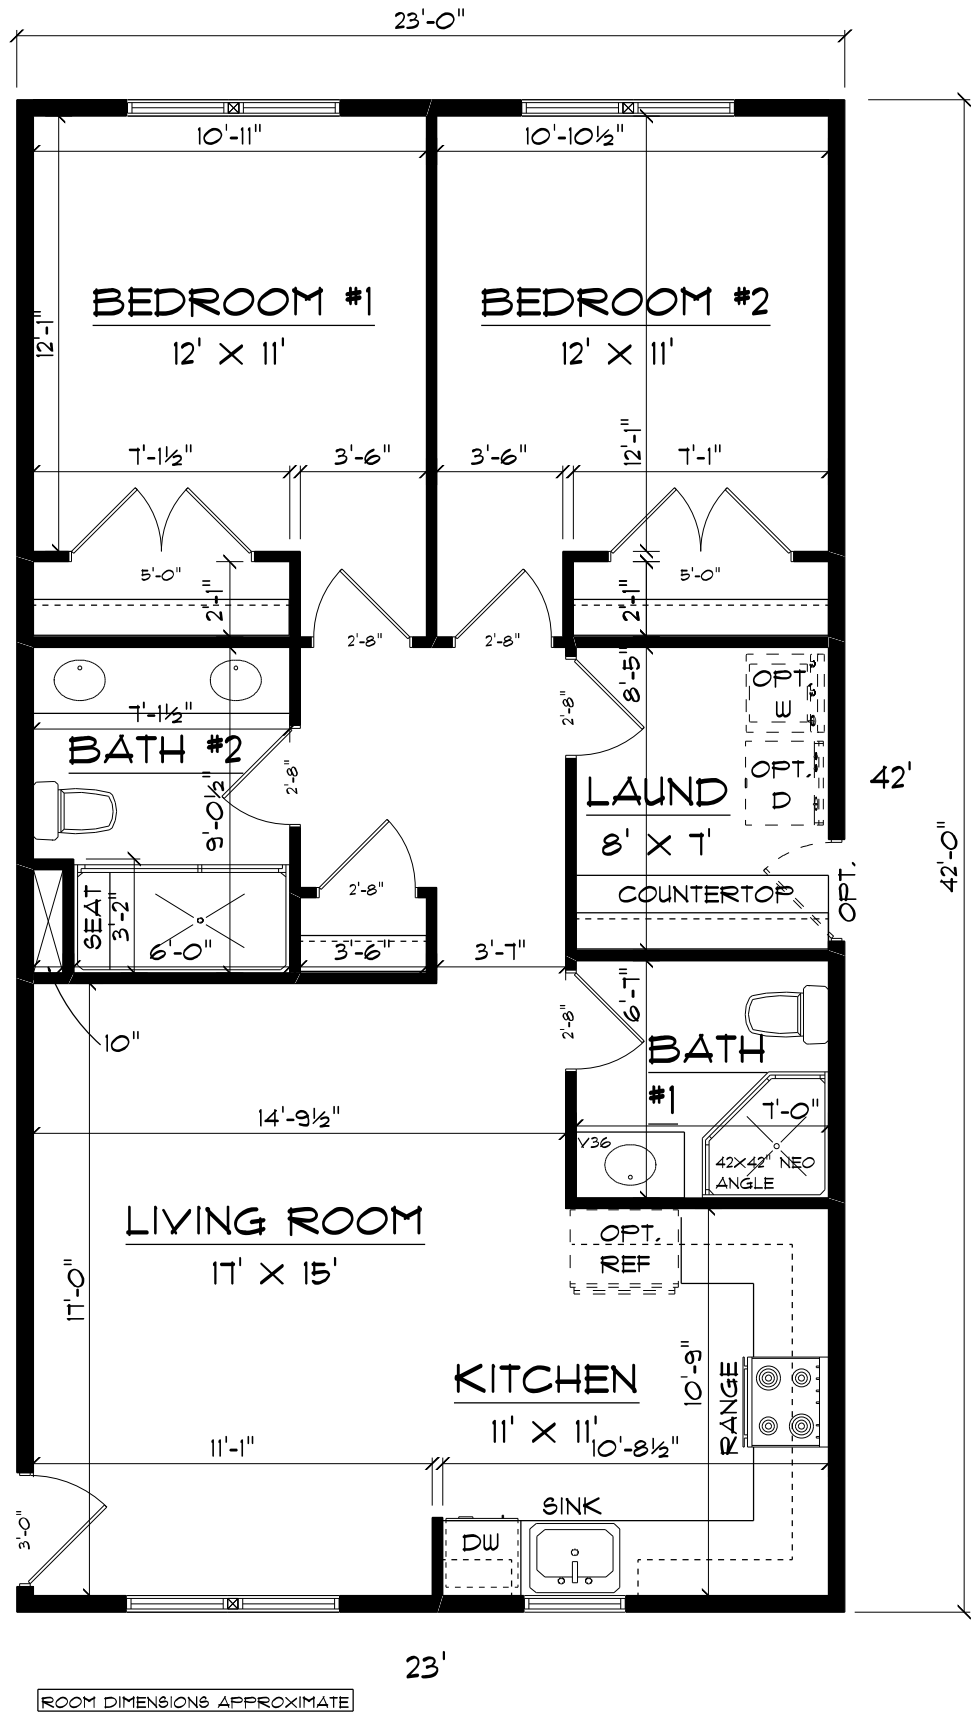 23'-0"
10'-11"
10'-10½"
BEDROOM #1
12' X 11'
BEDROOM #2
12' X 11'
12'-1"
12'-1"
7'-1½"
3'-6"
3'-6"
7'-1"
5'-0"
2'-1"
5'-0"
2'-1"
2'-8"
2'-8"
8'-5"
2'-8"
OPT.
W
7'-1½"
BATH #2
2'-8"
9'-0½"
OPT.
D
LAUND
8' X 7'
42'
42'-0"
2'-8"
COUNTERTOP
OPT.
SEAT
3'-2"
6'-0"
3'-6"
3'-7"
6'-7"
2'-8"
10"
BATH
#1
7'-0"
14'-9½"
V36
42X42" NEO
ANGLE
LIVING ROOM
17' X 15'
17'-0"
OPT.
REF
KITCHEN
11' X 11'
10'-9"
RANGE
11'-1"
10'-8½"
SINK
DW
3'-0"
23'
ROOM DIMENSIONS APPROXIMATE